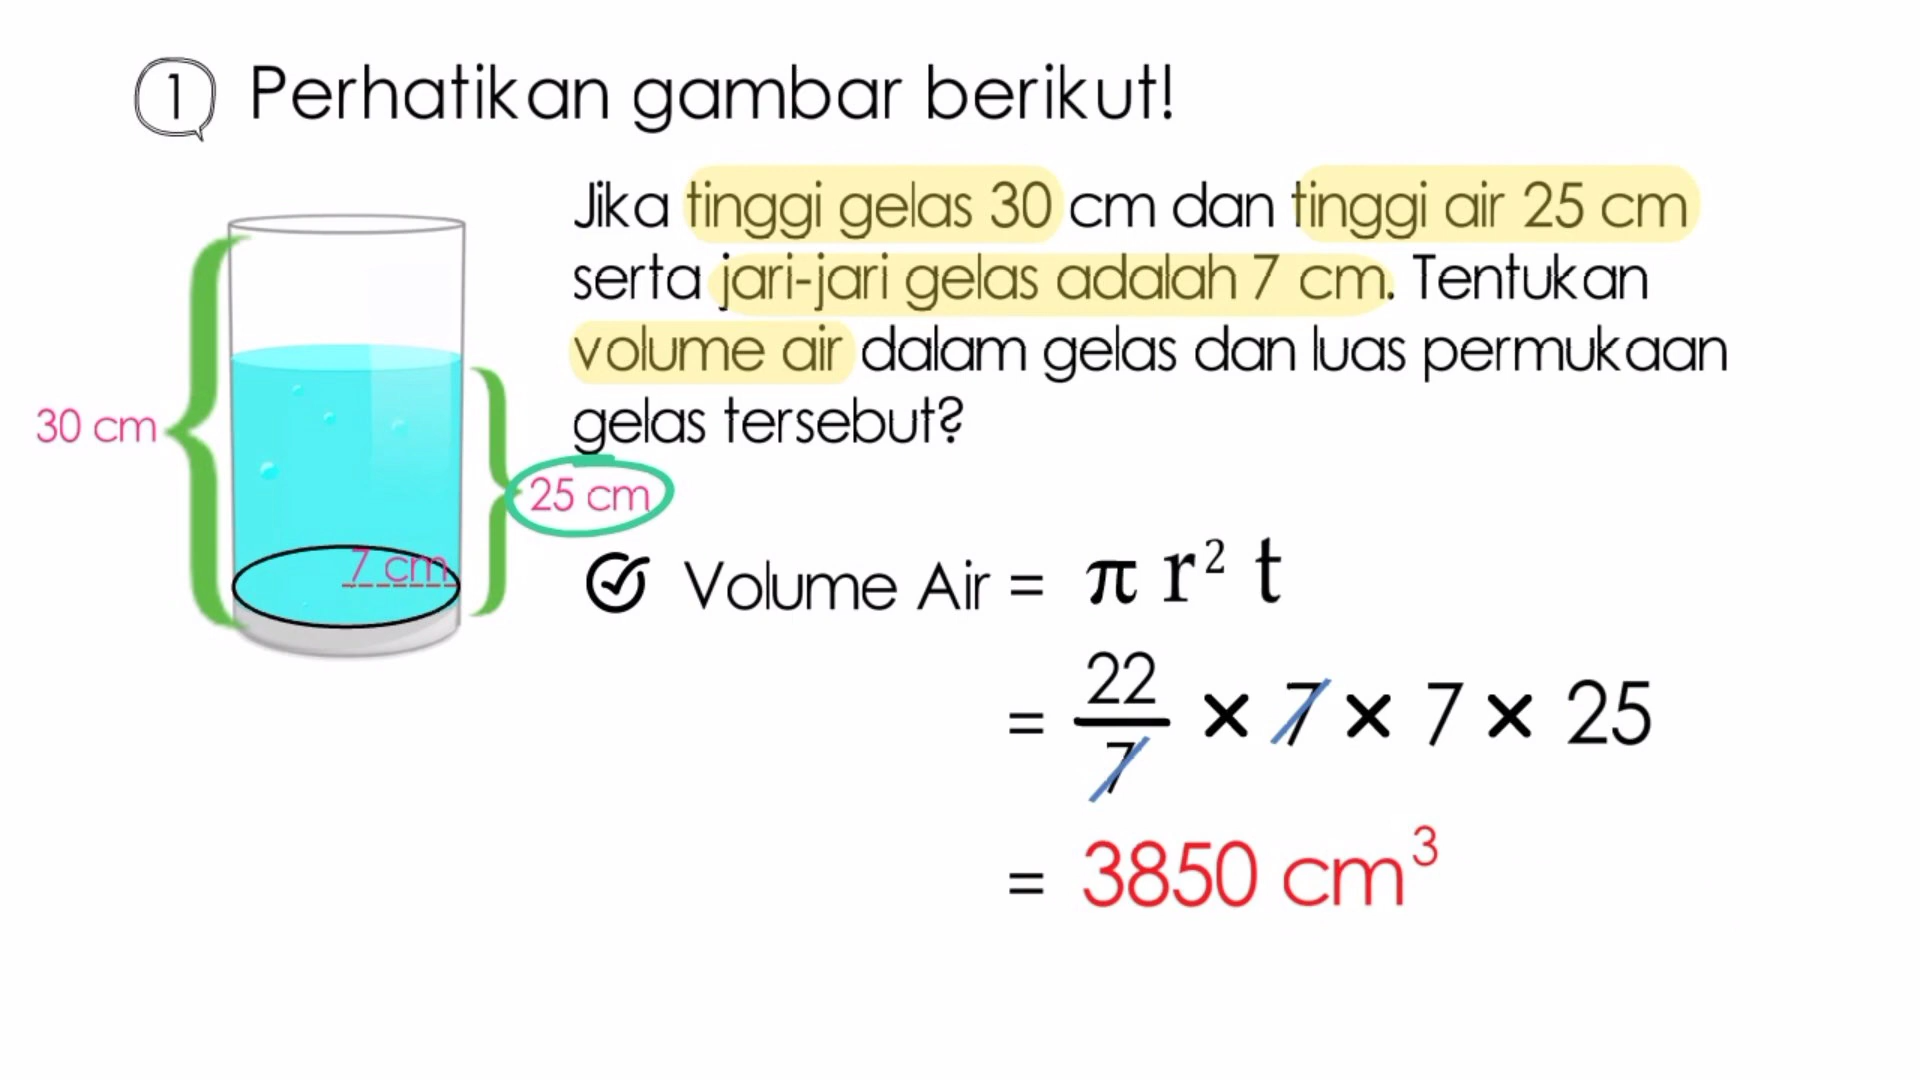 1 Perhatikan gambar berikut!
Jika tinggi gelas 30 cm dan tinggi air 25 cm
serta jari-jari gelas adalah 7 cm. Tentukan
volume air dalam gelas dan luas permukaan
gelas tersebut?
30 cm
25 cm
7 cm
Volume Air = π r² t
= 22/7 × 7 × 7 × 25
= 3850 cm³